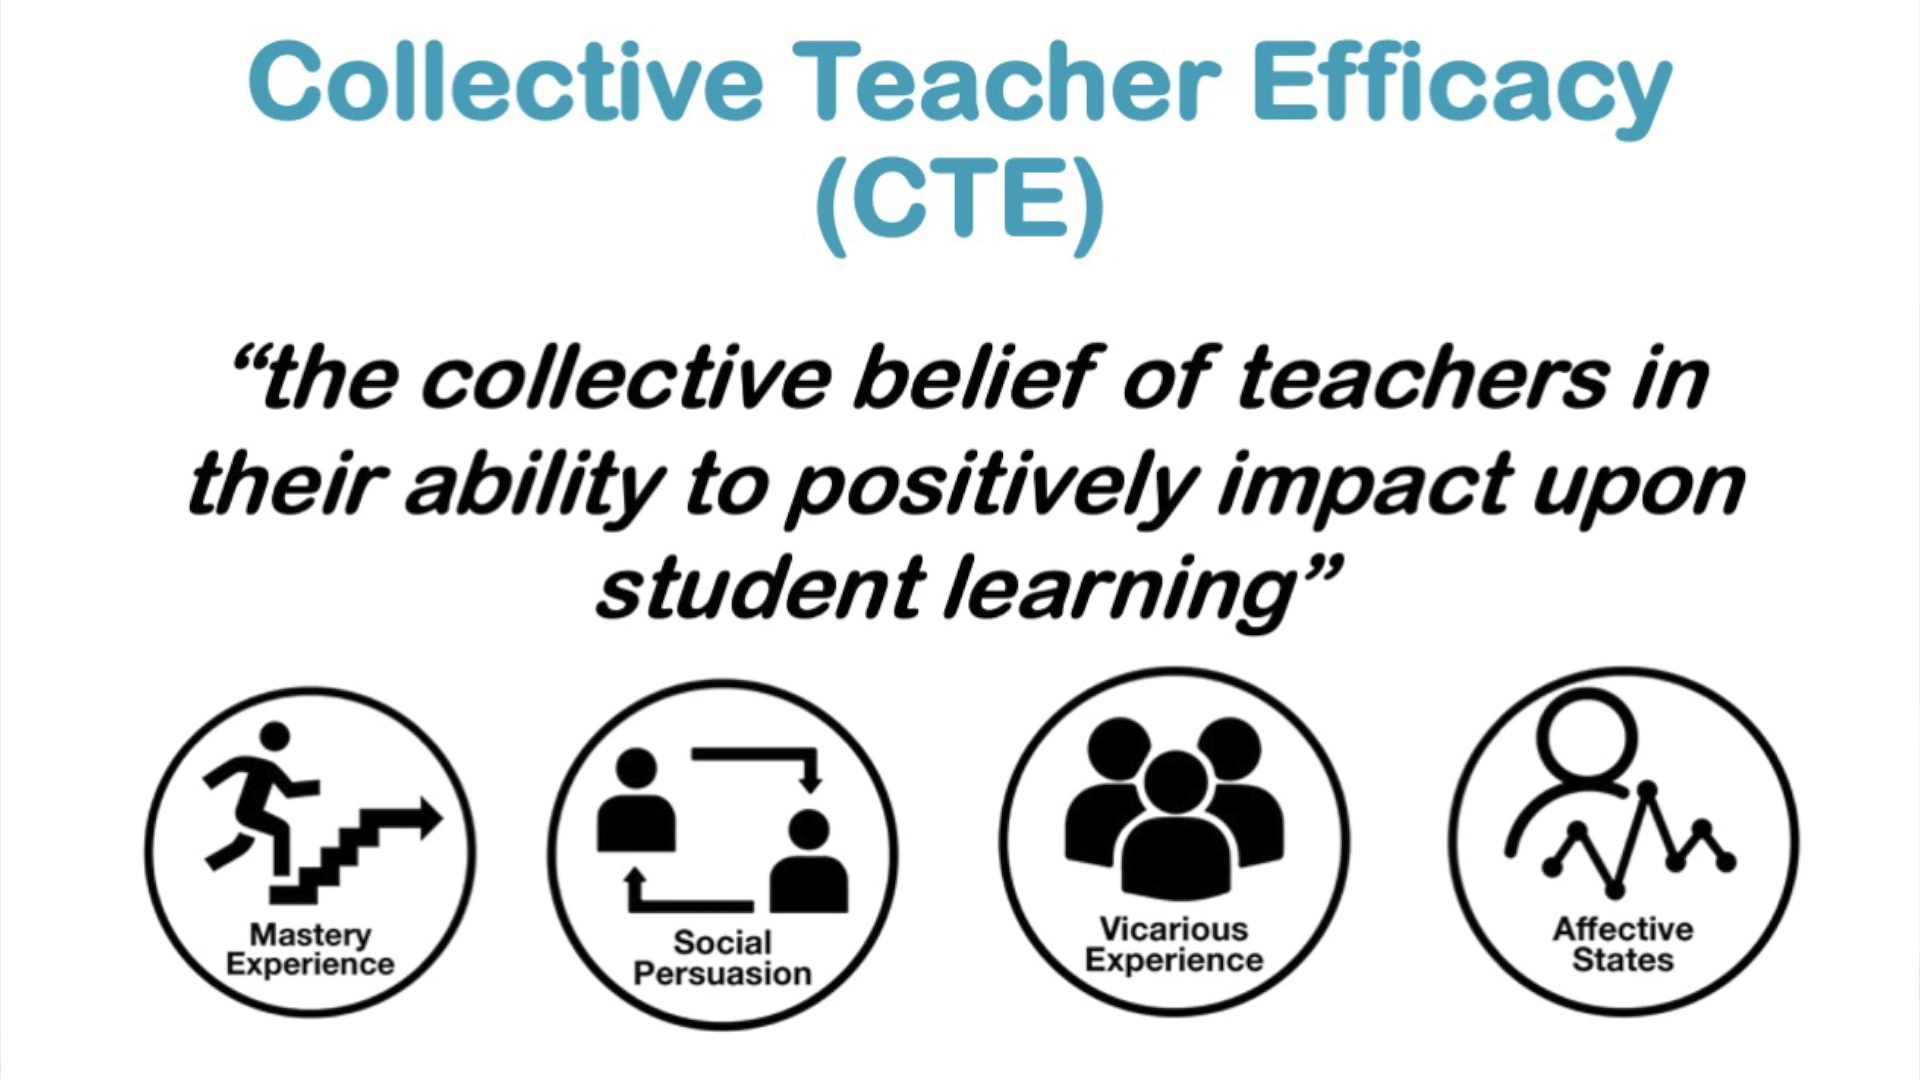 Collective Teacher Efficacy
(CTE)
“the collective belief of teachers in
their ability to positively impact upon
student learning”
Mastery
Experience
Social
Persuasion
Vicarious
Experience
Affective
States